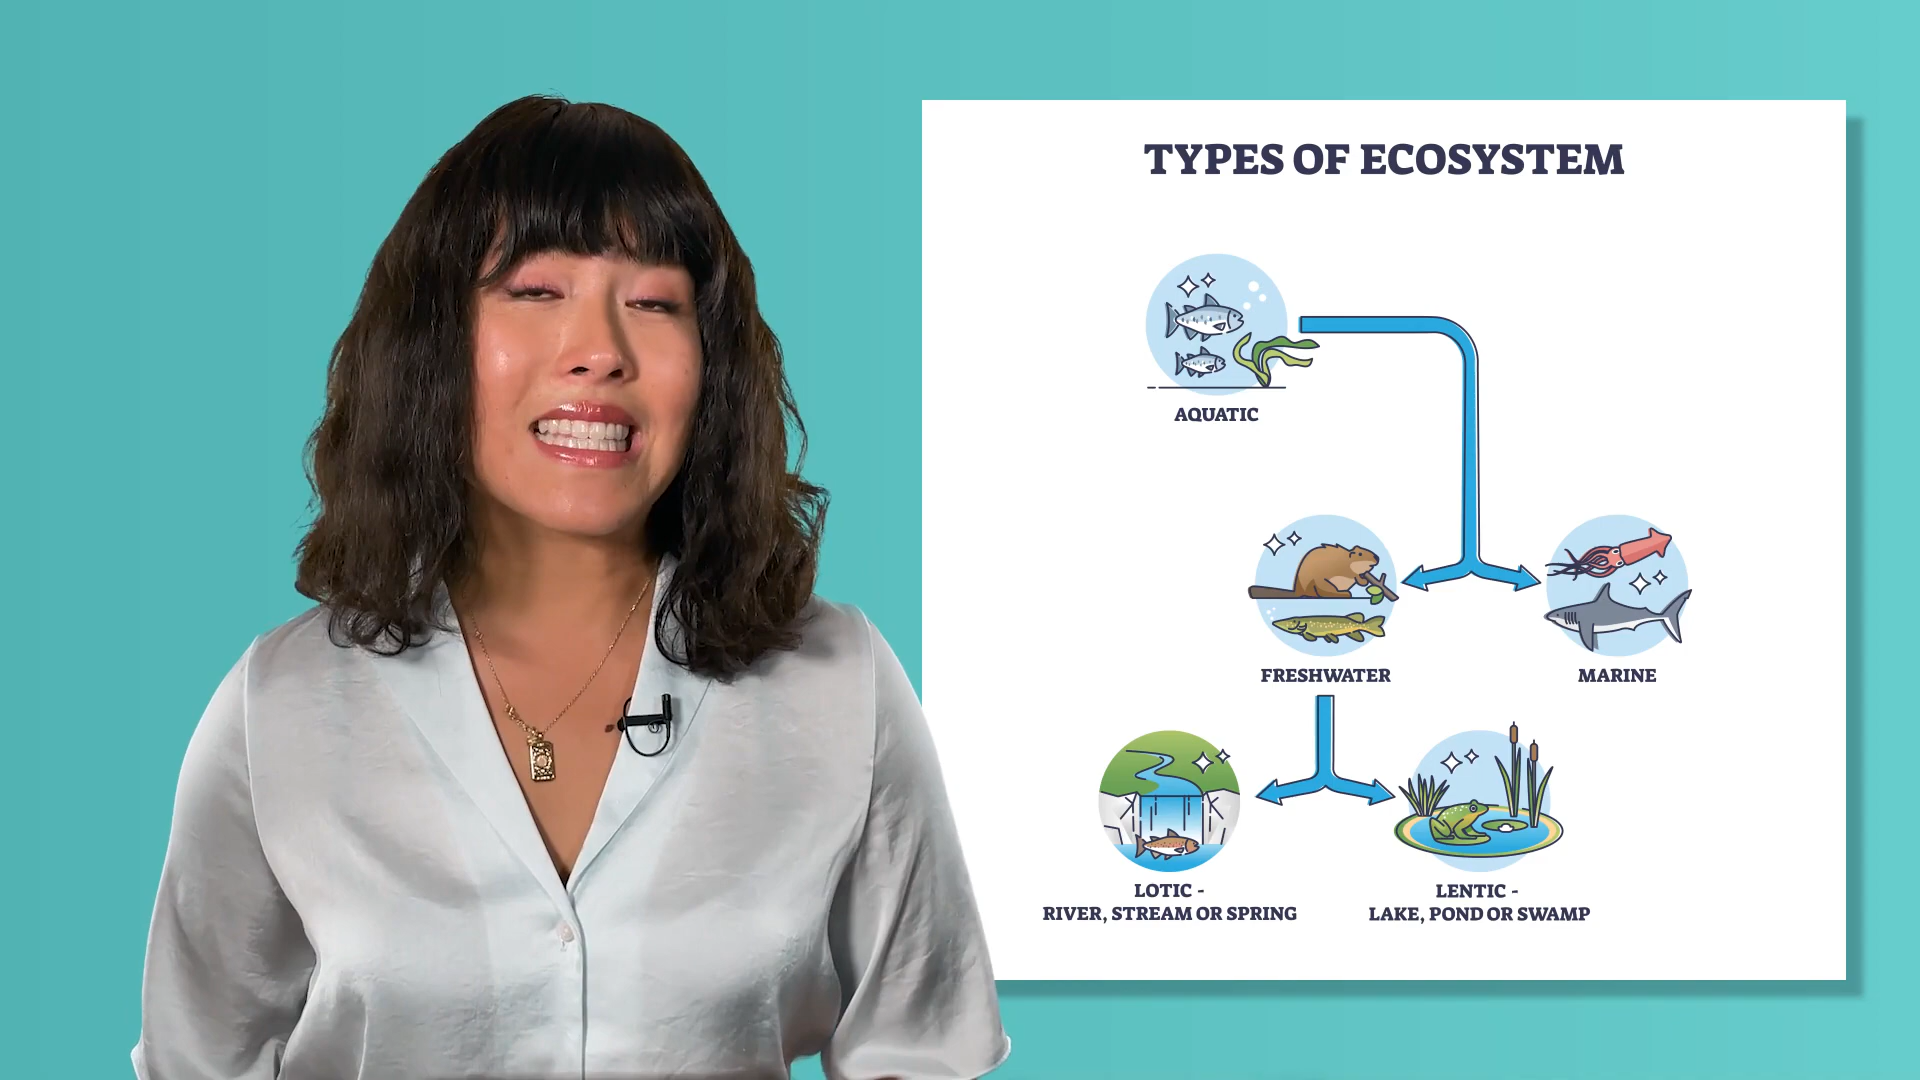 TYPES OF ECOSYSTEM
AQUATIC
FRESHWATER
MARINE
LOTIC -
RIVER, STREAM OR SPRING
LENTIC -
LAKE, POND OR SWAMP